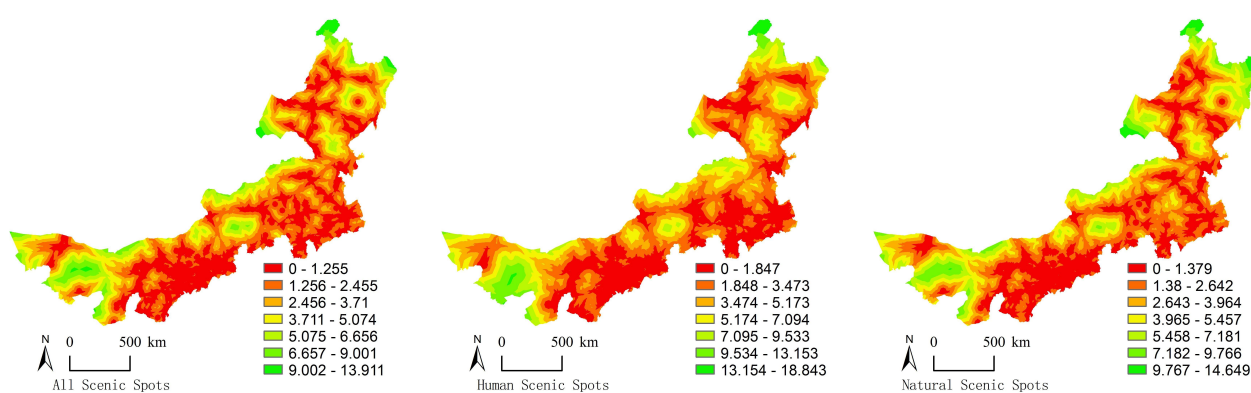 0 - 1.255
1.256 - 2.455
2.456 - 3.71
3.711 - 5.074
5.075 - 6.656
6.657 - 9.001
9.002 - 13.911
N
0 500 km
All Scenic Spots
0 - 1.847
1.848 - 3.473
3.474 - 5.173
5.174 - 7.094
7.095 - 9.533
9.534 - 13.153
13.154 - 18.843
N
0 500 km
Human Scenic Spots
0 - 1.379
1.38 - 2.642
2.643 - 3.964
3.965 - 5.457
5.458 - 7.181
7.182 - 9.766
9.767 - 14.649
N
0 500 km
Natural Scenic Spots